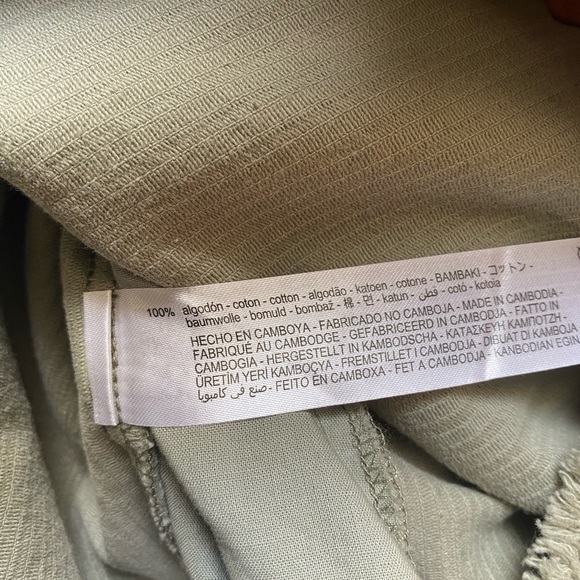 100% algodón - coton - cotton - algodão - katoen - cotone - BAMBAKI - コットン -
baumwolle - bomuld - bombaž - 棉 - 면 - katun - قطن - cotó - kotoia
HECHO EN CAMBOYA - FABRICADO NO CAMBOJA - MADE IN CAMBODIA -
FABRIQUÉ AU CAMBODGE - GEFABRICEERD IN CAMBODJA - FATTO IN
CAMBOGIA - HERGESTELLT IN KAMBODSCHA - ΚΑΤΑΣΚΕΥΗ ΚΑΜΠΟΤΖΗ -
ÜRETİM YERİ KAMBOÇYA - FREMSTILLET I CAMBODJA - DIBUAT DI KAMBOJA
صنع في كامبوديا - FEITO EN CAMBOXA - FET A CAMBODJA - KANBODIAN EGINA